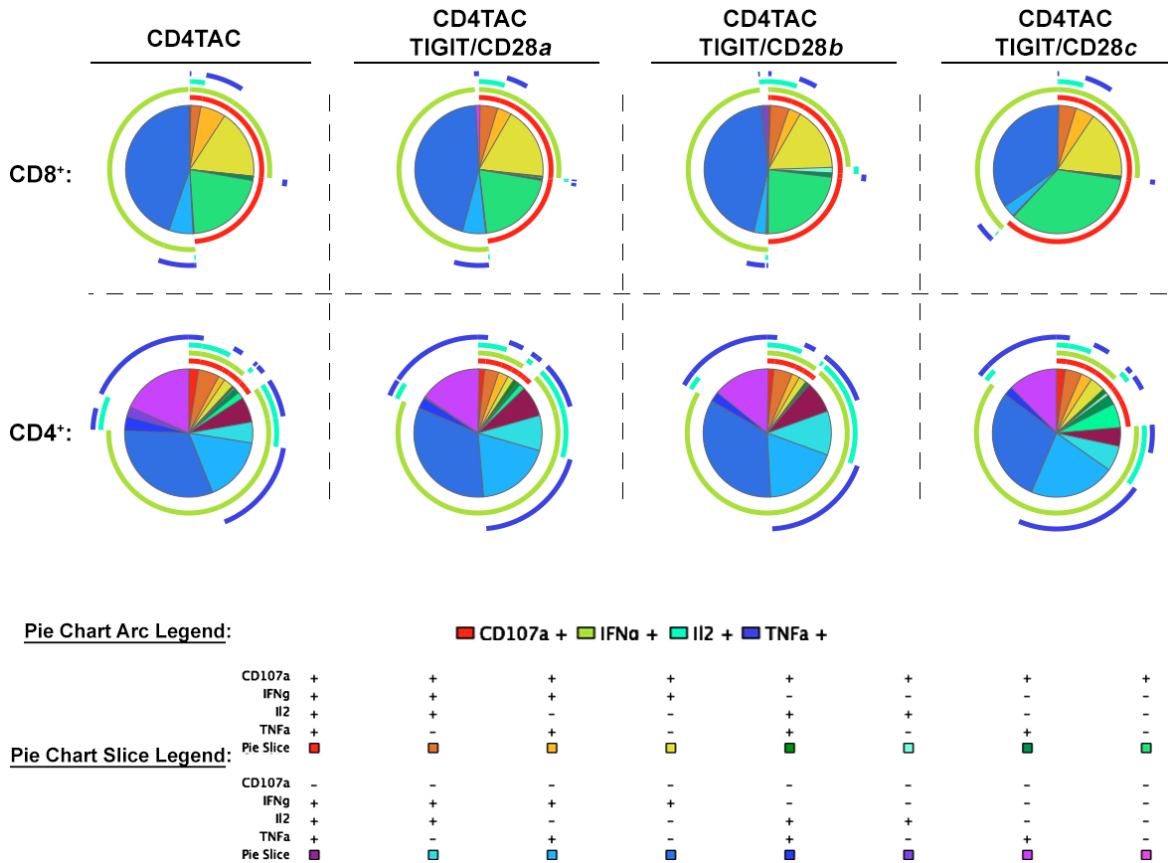 CD4TAC
CD4TAC
TIGIT/CD28a
CD4TAC
TIGIT/CD28b
CD4TAC
TIGIT/CD28c
CD8+:
CD4+:
Pie Chart Arc Legend:
CD107a + IFNα + Il2 + TNFa +
Pie Chart Slice Legend:
CD107a + + + + + + + +
IFNg + + + + - - - -
Il2 + + - - + + - -
TNFa + - + - + - + -
Pie Slice
CD107a - - - - - - - -
IFNg + + + + - - - -
Il2 + + - - + + - -
TNFa + - + - + - + -
Pie Slice